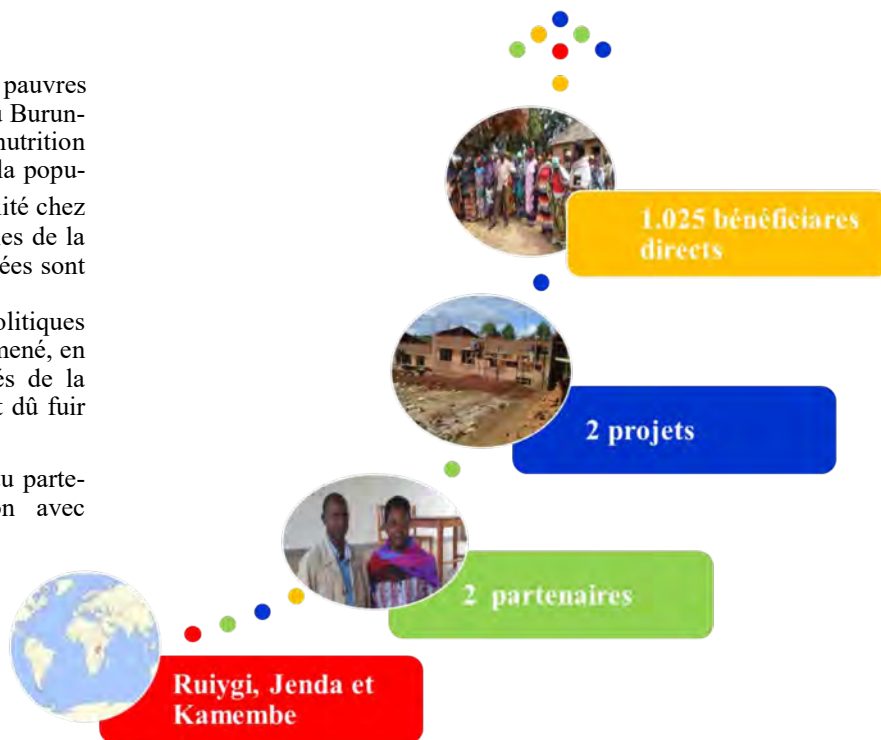 pauvres
u Burun-
nutrition
la popu-
lité chez
es de la
ées sont
olitiques
mené, en
és de la
t dû fuir
u parte-
on avec
1.025 bénéficiares
directs
2 projets
2 partenaires
Ruiygi, Jenda et
Kamembe